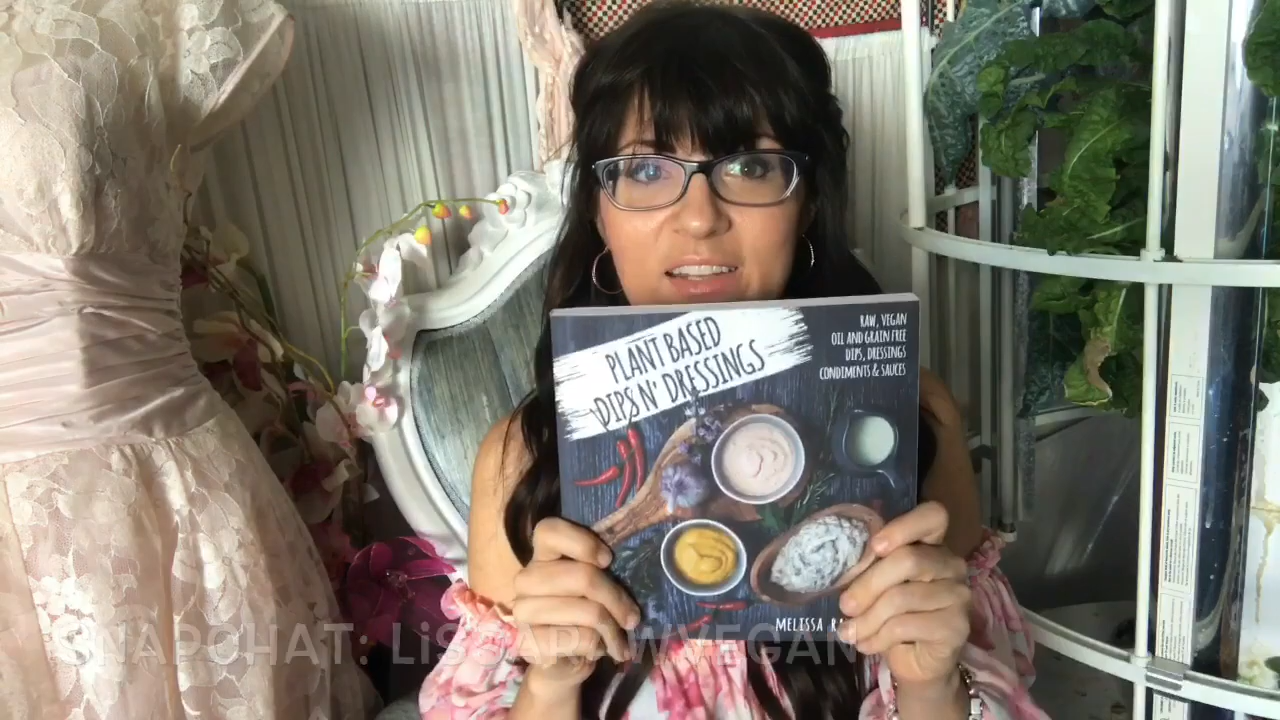 PLANT BASED
DIPS N' DRESSINGS
RAW, VEGAN
OIL AND GRAIN FREE
DIPS, DRESSINGS
CONDIMENTS & SAUCES
MELISSA
SNAPCHAT: LiSSARAWVEGAN